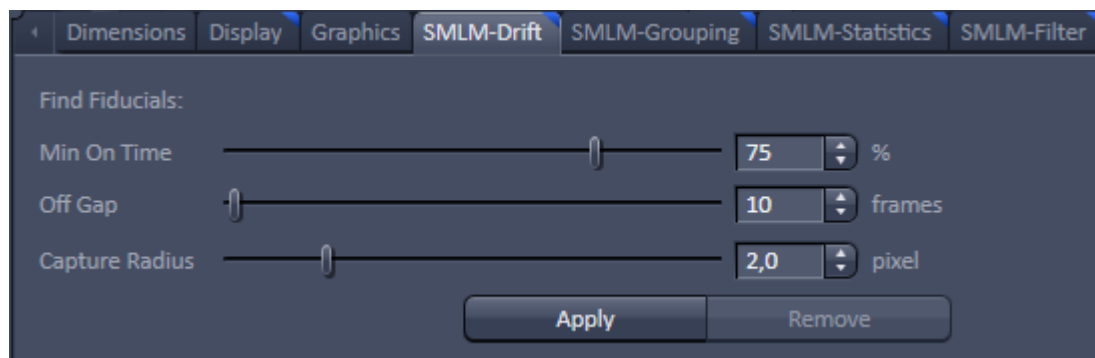 Dimensions Display Graphics SMLM-Drift SMLM-Grouping SMLM-Statistics SMLM-Filter
Find Fiducials:
Min On Time 75 %
Off Gap 10 frames
Capture Radius 2,0 pixel
Apply Remove